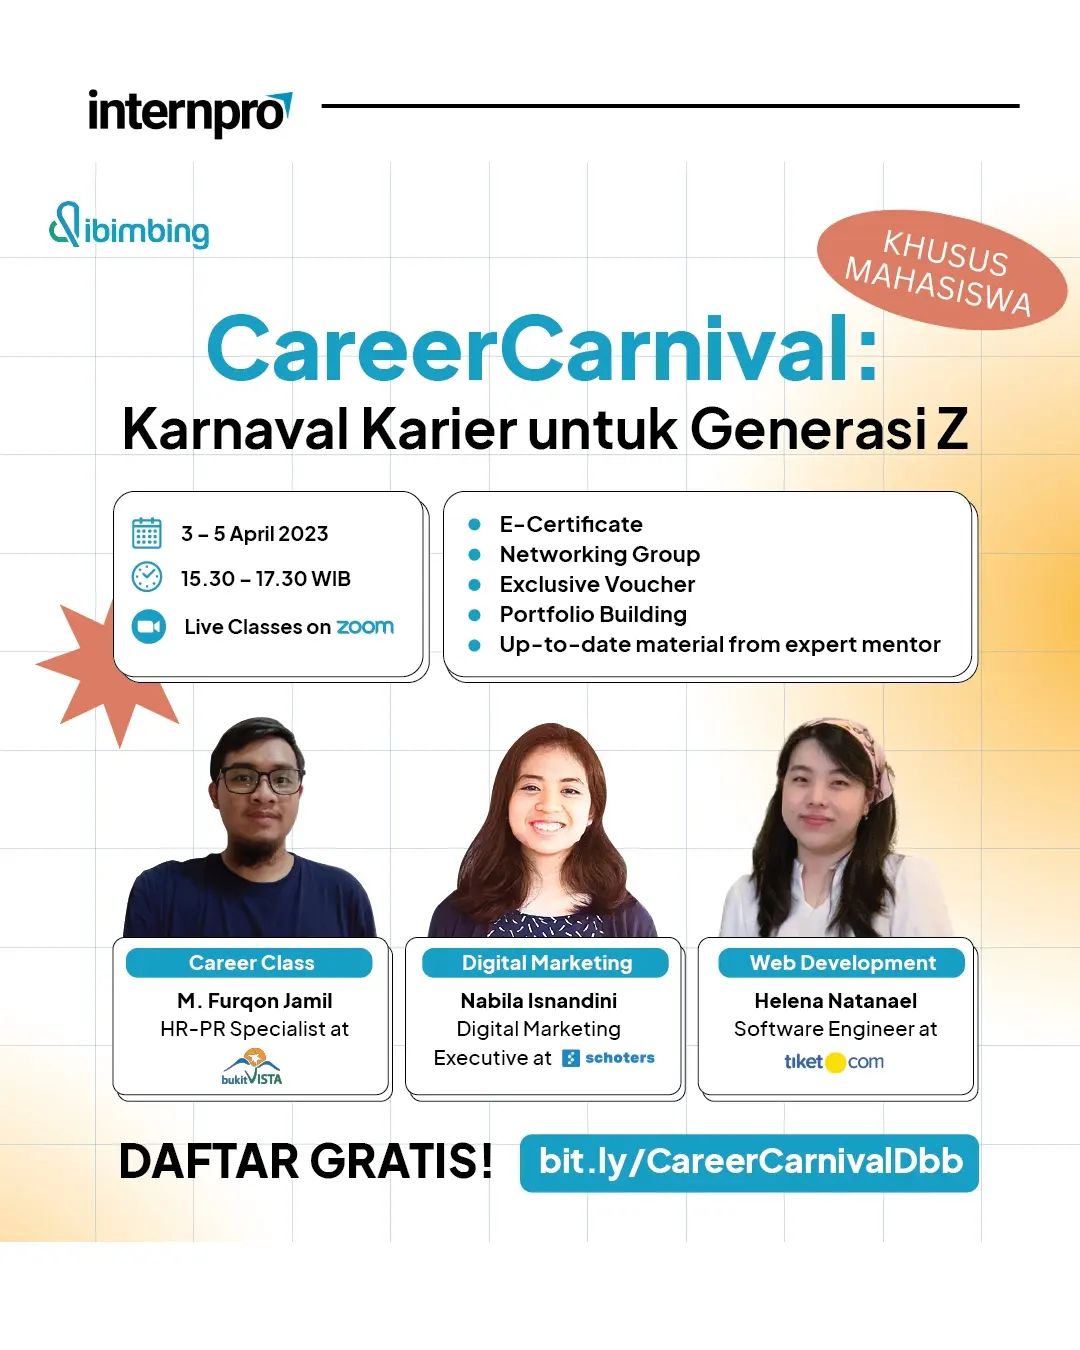 internpro
dibimbing
KHUSUS
MAHASISWA
CareerCarnival:
Karnaval Karier untuk Generasi Z
3 – 5 April 2023
15.30 – 17.30 WIB
Live Classes on zoom
E-Certificate
Networking Group
Exclusive Voucher
Portfolio Building
Up-to-date material from expert mentor
Career Class
M. Furqon Jamil
HR-PR Specialist at
bukit VISTA
Digital Marketing
Nabila Isnandini
Digital Marketing
Executive at schoters
Web Development
Helena Natanael
Software Engineer at
tiket com
DAFTAR GRATIS!
bit.ly/CareerCarnivalDbb